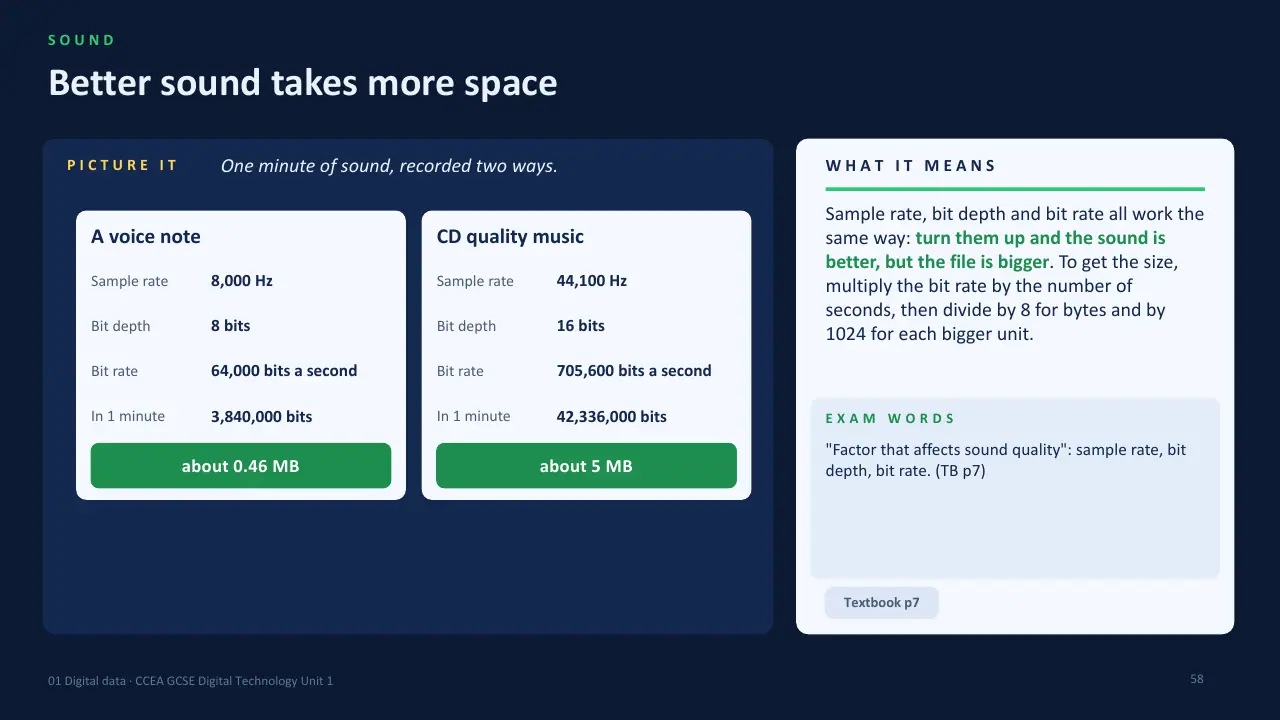 SOUND
Better sound takes more space
PICTURE IT
One minute of sound, recorded two ways.
A voice note
Sample rate 8,000 Hz
Bit depth 8 bits
Bit rate 64,000 bits a second
In 1 minute 3,840,000 bits
about 0.46 MB
CD quality music
Sample rate 44,100 Hz
Bit depth 16 bits
Bit rate 705,600 bits a second
In 1 minute 42,336,000 bits
about 5 MB
WHAT IT MEANS
Sample rate, bit depth and bit rate all work the
same way: turn them up and the sound is
better, but the file is bigger. To get the size,
multiply the bit rate by the number of
seconds, then divide by 8 for bytes and by
1024 for each bigger unit.
EXAM WORDS
"Factor that affects sound quality": sample rate, bit
depth, bit rate. (TB p7)
Textbook p7
01 Digital data · CCEA GCSE Digital Technology Unit 1
58